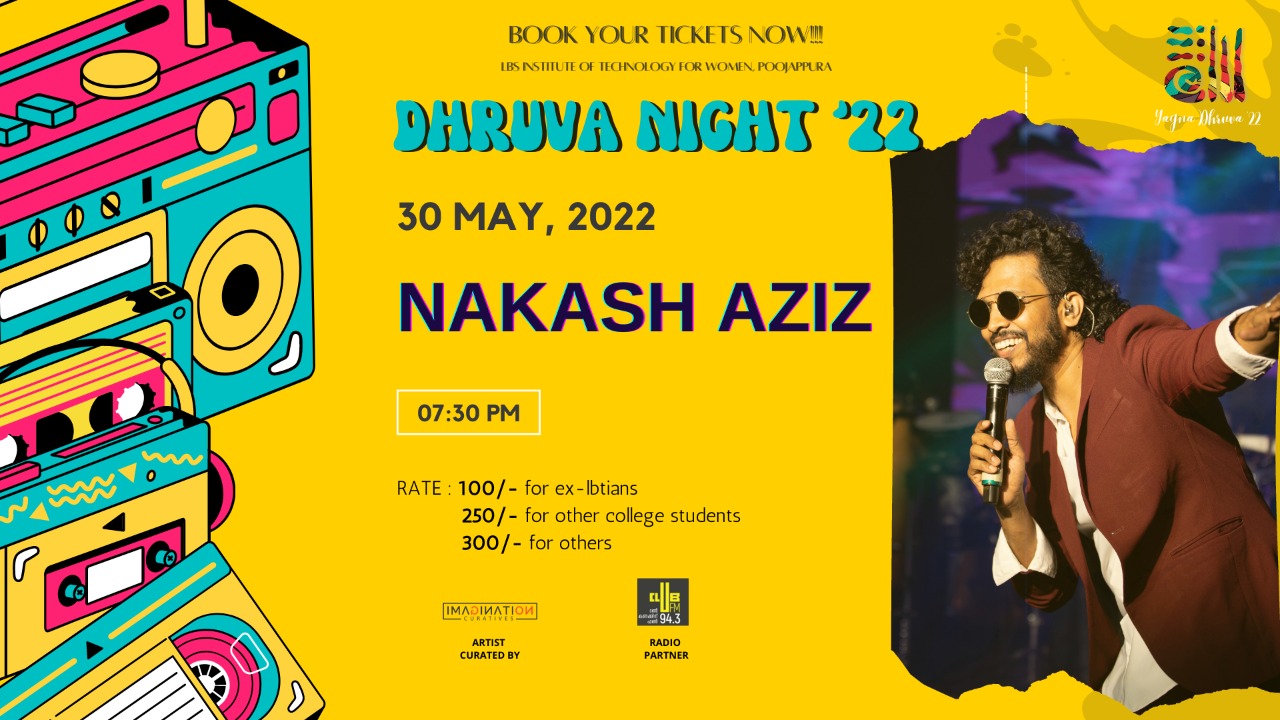 BOOK YOUR TICKETS NOW!!!!
LBS INSTITUTE OF TECHNOLOGY FOR WOMEN, POOJAPPURA
DHRUVA NIGHT '22
Yagna Dhruva '22
30 MAY, 2022
NAKASH AZIZ
07:30 PM
RATE : 100/- for ex-lbtians
250/- for other college students
300/- for others
IMAGINATION
CURATIVES
ARTIST
CURATED BY
FM
94.3
RADIO
PARTNER